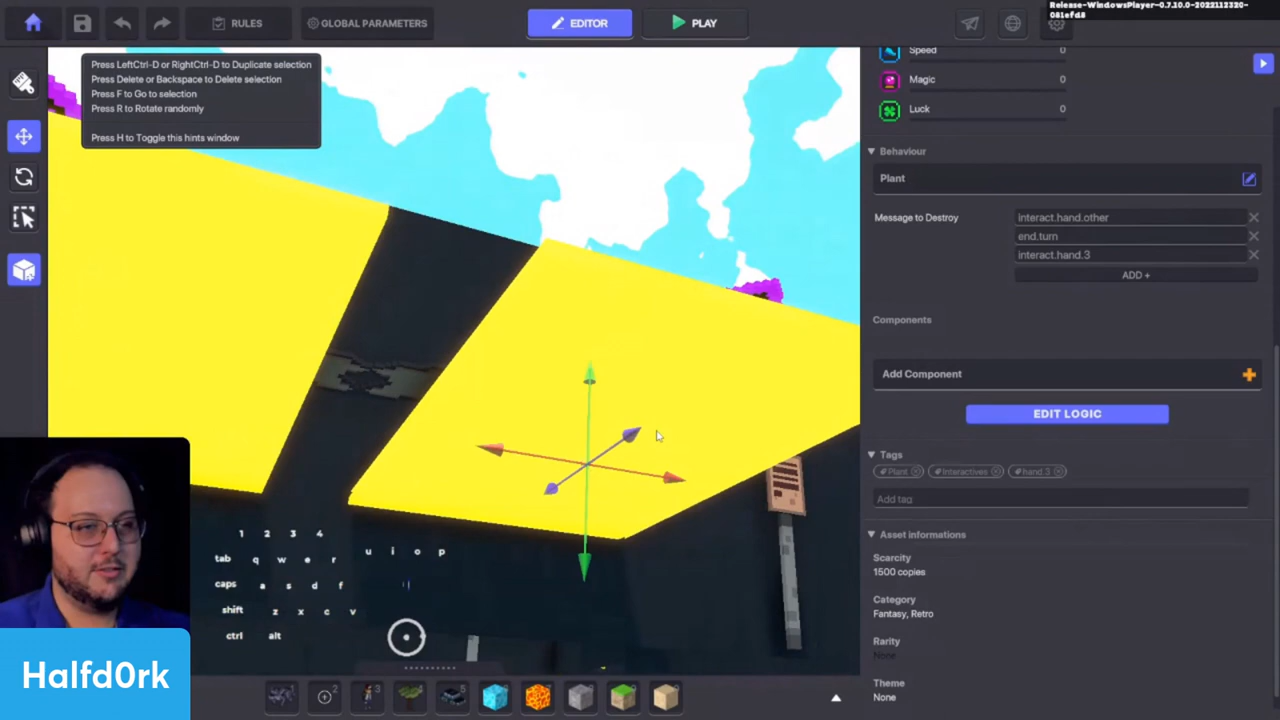 Release-WindowsPlayer-0.7.10.0-2022112320-081efd8
RULES
GLOBAL PARAMETERS
EDITOR
PLAY
Press LeftCtrl-D or RightCtrl-D to Duplicate selection
Press Delete or Backspace to Delete selection
Press F to Go to selection
Press R to Rotate randomly
Press H to Toggle this hints window
Speed 0
Magic 0
Luck 0
Behaviour
Plant
Message to Destroy
interact.hand.other
end.turn
interact.hand.3
ADD +
Components
Add Component
EDIT LOGIC
Tags
Plant
Interactives
hand.3
Add tag
Asset informations
Scarcity
1500 copies
Category
Fantasy, Retro
Rarity
None
Theme
None
1 2 3 4
tab q w e r u i o p
caps a s d f
shift z x c v
ctrl alt
Halfd0rk